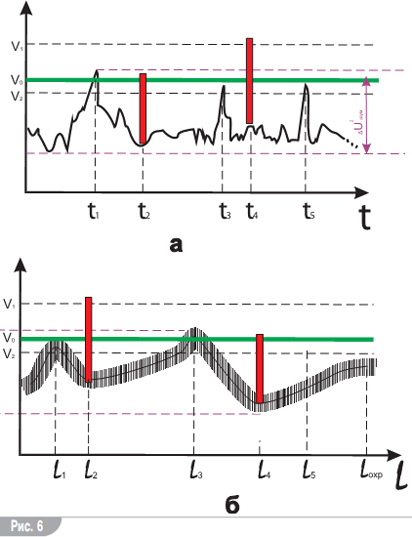 V₁
V₀
V₂
ΔU
t₁ t₂ t₃ t₄ t₅ t
а
V₁
V₀
V₂
L₁ L₂ L₃ L₄ L₅ Lохр L
б
Рис. 6